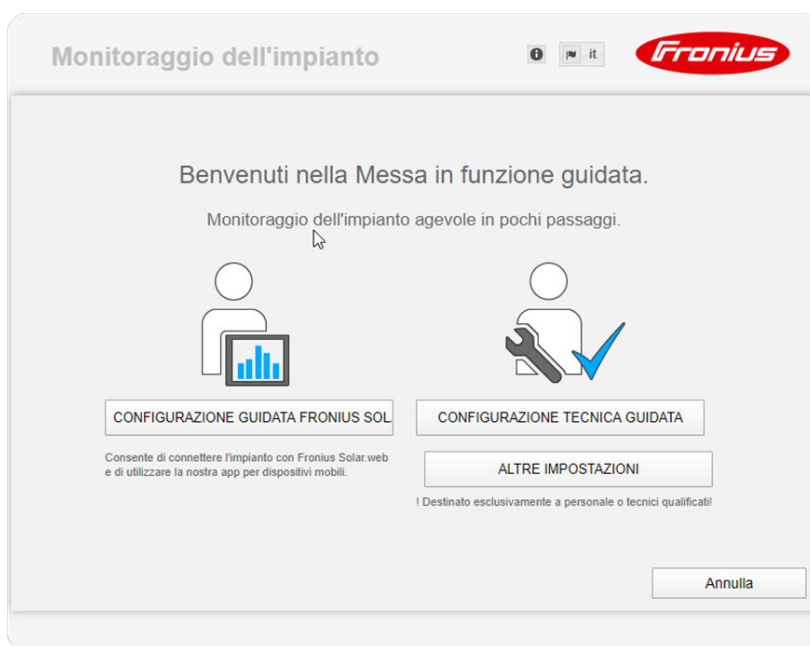 Monitoraggio dell'impianto
it
Fronius
Benvenuti nella Messa in funzione guidata.
Monitoraggio dell'impianto agevole in pochi passaggi.
CONFIGURAZIONE GUIDATA FRONIUS SOL
CONFIGURAZIONE TECNICA GUIDATA
Consente di connettere l'impianto con Fronius Solar.web
e di utilizzare la nostra app per dispositivi mobili.
ALTRE IMPOSTAZIONI
! Destinato esclusivamente a personale o tecnici qualificati!
Annulla